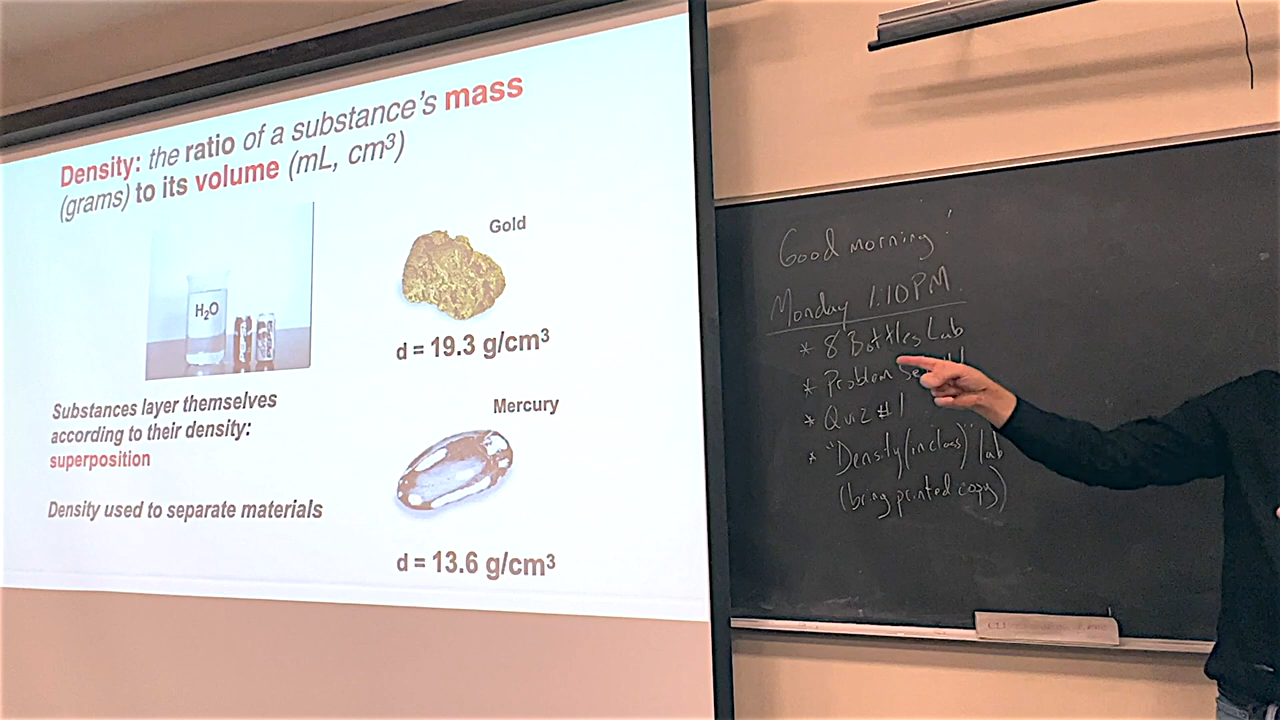 Density: the ratio of a substance's mass
(grams) to its volume (mL, cm³)
H₂O
Gold
d = 19.3 g/cm³
Substances layer themselves
according to their density:
superposition
Density used to separate materials
Mercury
d = 13.6 g/cm³
Good morning!
Monday 1:10PM
* 8 Bottles Lab
* Problem
* Quiz #1
* "Density (in class)" lab
(bring printed copy)